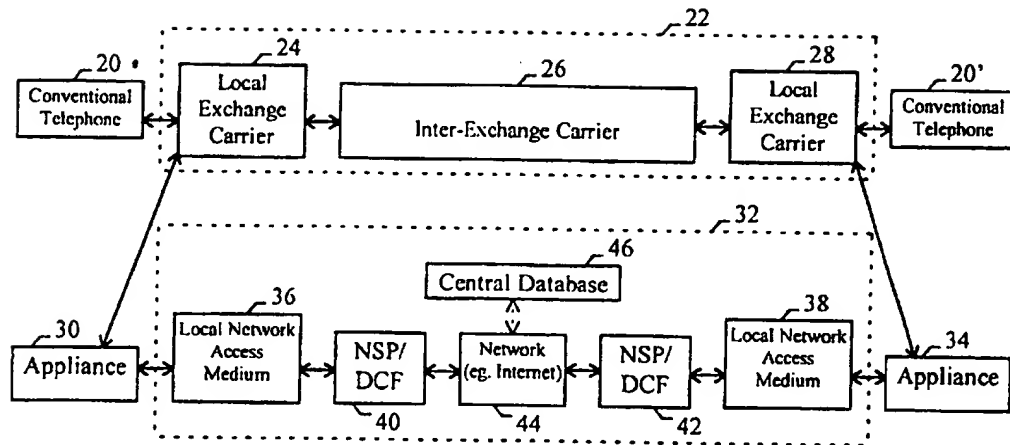 22
20
24
26
28
20'
Conventional
Telephone
Local
Exchange
Carrier
Inter-Exchange Carrier
Local
Exchange
Carrier
Conventional
Telephone
32
46
Central Database
36
38
30
34
Appliance
Local Network
Access
Medium
NSP/
DCF
Network
(eg. Internet)
NSP/
DCF
Local Network
Access
Medium
Appliance
40
44
42